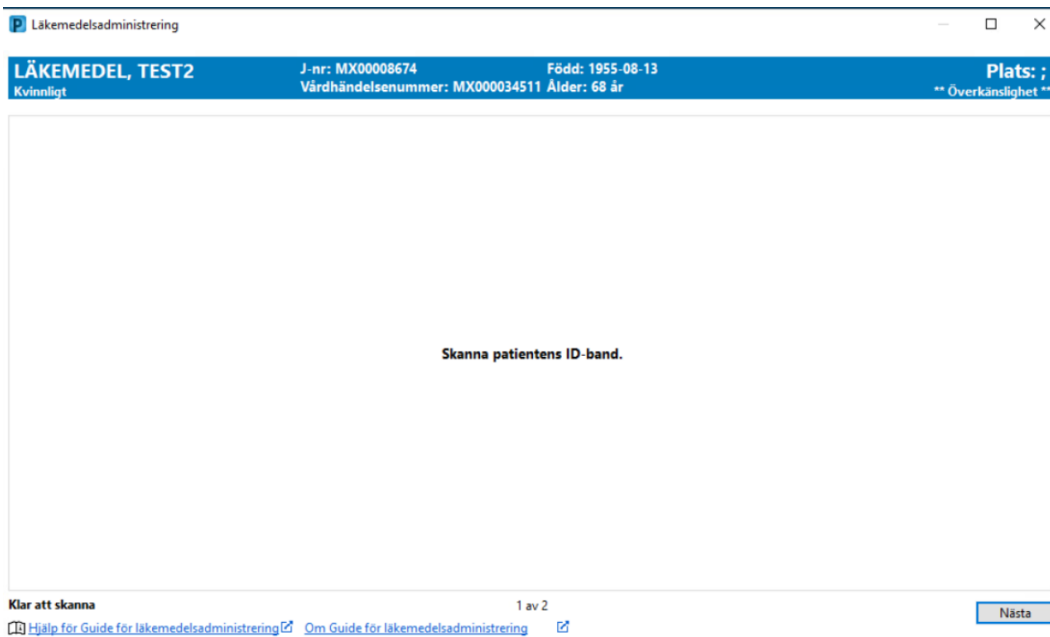 Läkemedelsadministrering
LÄKEMEDEL, TEST2 J-nr: MX00008674 Född: 1955-08-13 Plats: ;
Kvinnligt Vårdhändelsenummer: MX000034511 Ålder: 68 år ** Överkänslighet **
Skanna patientens ID-band.
Klar att skanna 1 av 2 Nästa
Hjälp för Guide för läkemedelsadministrering Om Guide för läkemedelsadministrering